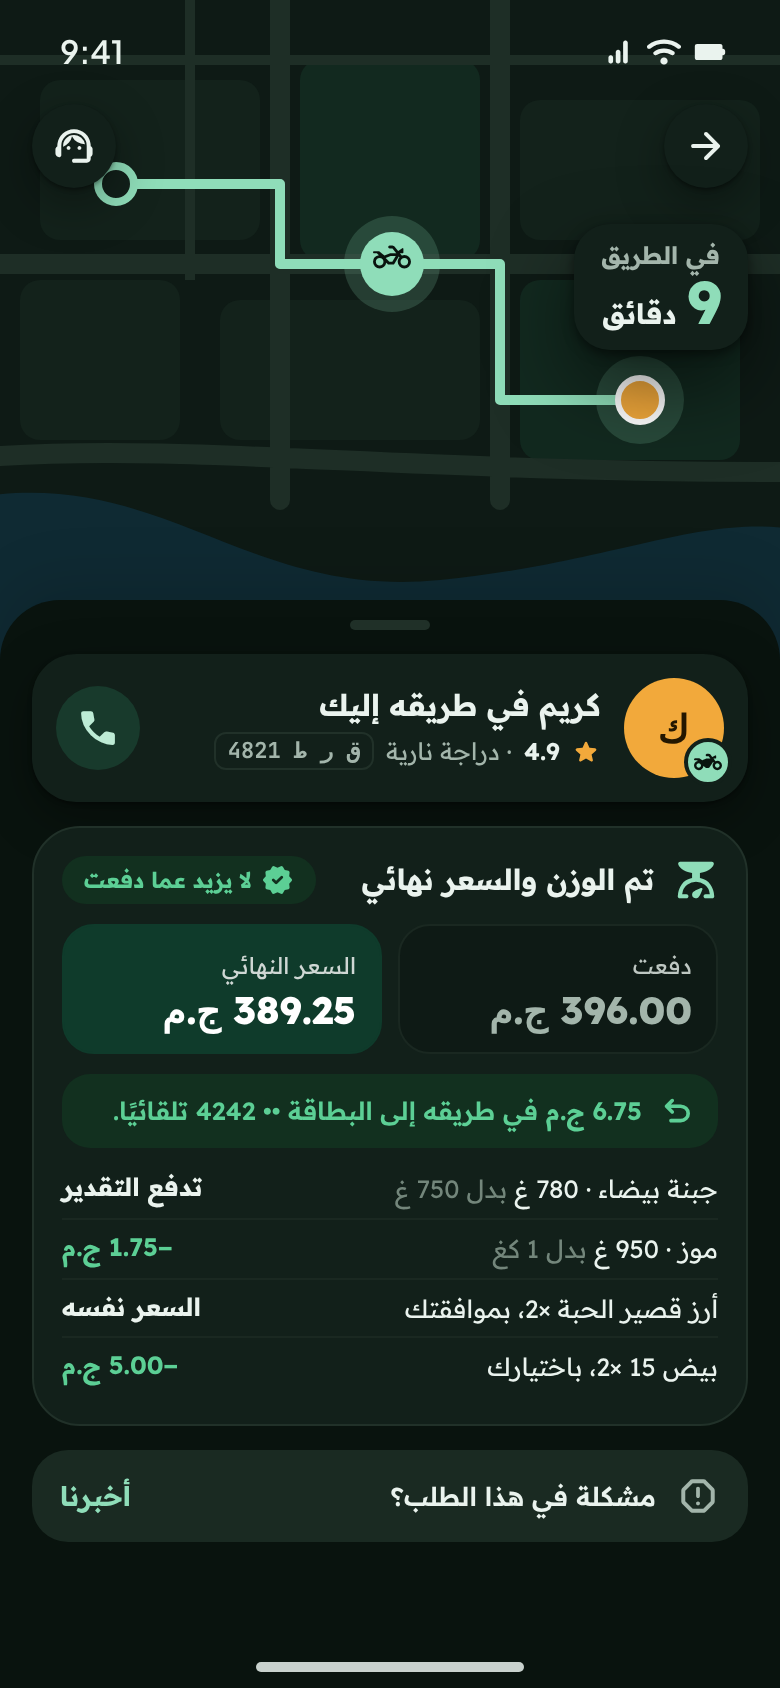 9:41
في الطريق
9 دقائق
كريم في طريقه إليك
ك
4.9 · دراجة نارية ق ر ط 4821
تم الوزن والسعر نهائي
لا يزيد عما دفعت
دفعت
396.00 ج.م
السعر النهائي
389.25 ج.م
6.75 ج.م في طريقه إلى البطاقة •• 4242 تلقائيًا.
جبنة بيضاء · 780 غ بدل 750 غ
تدفع التقدير
موز · 950 غ بدل 1 كغ
−1.75 ج.م
أرز قصير الحبة ×2، بموافقتك
السعر نفسه
بيض 15 ×2، باختيارك
−5.00 ج.م
مشكلة في هذا الطلب؟
أخبرنا